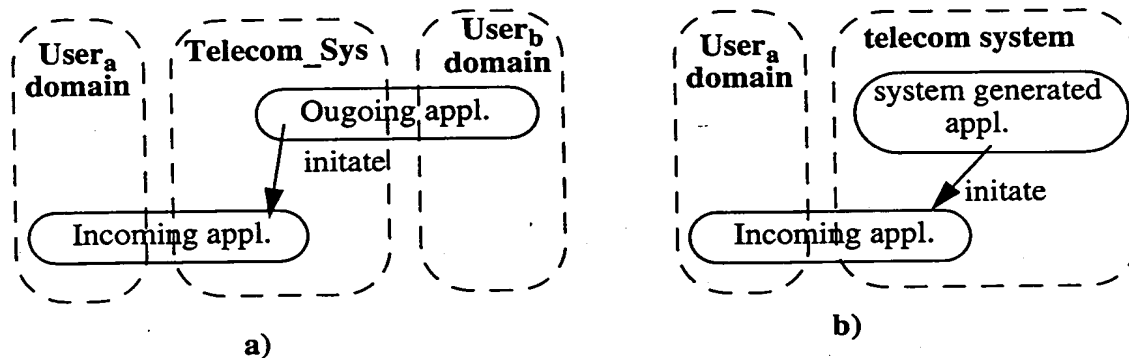 User_a
domain
Telecom_Sys
User_b
domain
Ougoing appl.
initate
Incoming appl.
a)
User_a
domain
telecom system
system generated
appl.
initate
Incoming appl.
b)